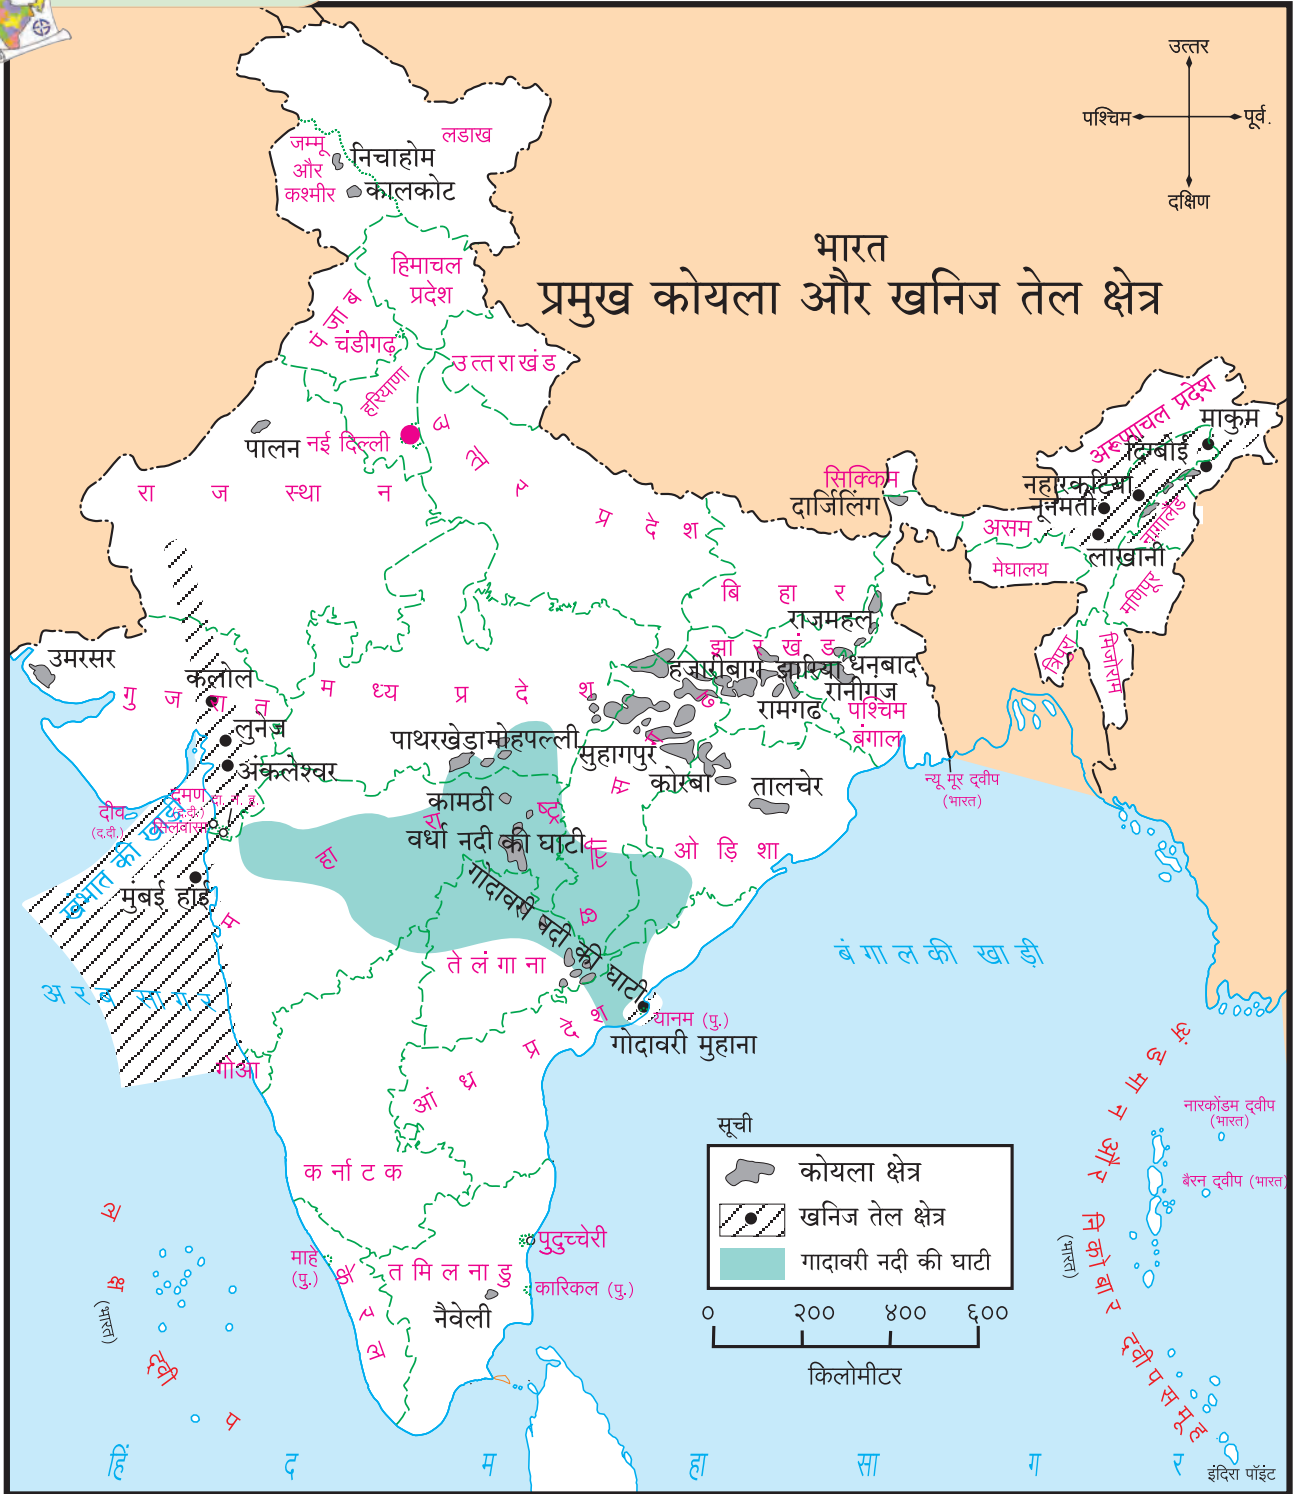 उत्तर
पश्चिम
पूर्व.
दक्षिण
भारत
प्रमुख कोयला और खनिज तेल क्षेत्र
लडाख
जम्मू
और
कश्मीर
निचाहोम
कालकोट
हिमाचल
प्रदेश
पंजाब
चंडीगढ़
उत्तराखंड
हरियाणा
पालन
नई दिल्ली
राजस्थान
उत्तर प्रदेश
सिक्किम
दार्जिलिंग
अरूणाचल प्रदेश
माकुम
दिग्बोई
नहारकटिया
नूनमती
असम
नागालैंड
लाखानी
मेघालय
मणिपूर
त्रिपुरा
मिजोराम
बिहार
राजमहल
झारखंड
हजारीबाग
झारिया
धनबाद
रानीगंज
रामगढ
पश्चिम
बंगाल
उमरसर
कलोल
गुजरात
लुनेज
अंकलेश्वर
मध्य प्रदेश
पाथरखेडा
मोहपल्ली
सुहागपुर
कोरबा
छत्तीसगढ़
तालचेर
न्यू मूर द्वीप
(भारत)
दीव
(द.दी.)
दमण
(द.दी.)
दा. न. ह.
सिलवासा
खंभात की खाड़ी
मुंबई हाई
कामठी
वर्धा नदी की घाटी
महाराष्ट्र
ओड़िशा
गोदावरी नदी की घाटी
तेलंगाना
बंगाल की खाड़ी
अरब सागर
यानम (पु.)
गोदावरी मुहाना
गोआ
आंध्र प्रदेश
अंडमान और निकोबार द्वीपसमूह
(भारत)
नारकोंडम द्वीप
(भारत)
बैरन द्वीप (भारत)
कर्नाटक
लक्षद्वीप
(भारत)
माहे
(पु.)
केरल
तमिलनाडु
पुदुच्चेरी
कारिकल (पु.)
नैवेली
सूची
कोयला क्षेत्र
खनिज तेल क्षेत्र
गादावरी नदी की घाटी
० २०० ४०० ६००
किलोमीटर
हिंद महासागर
इंदिरा पॉइंट